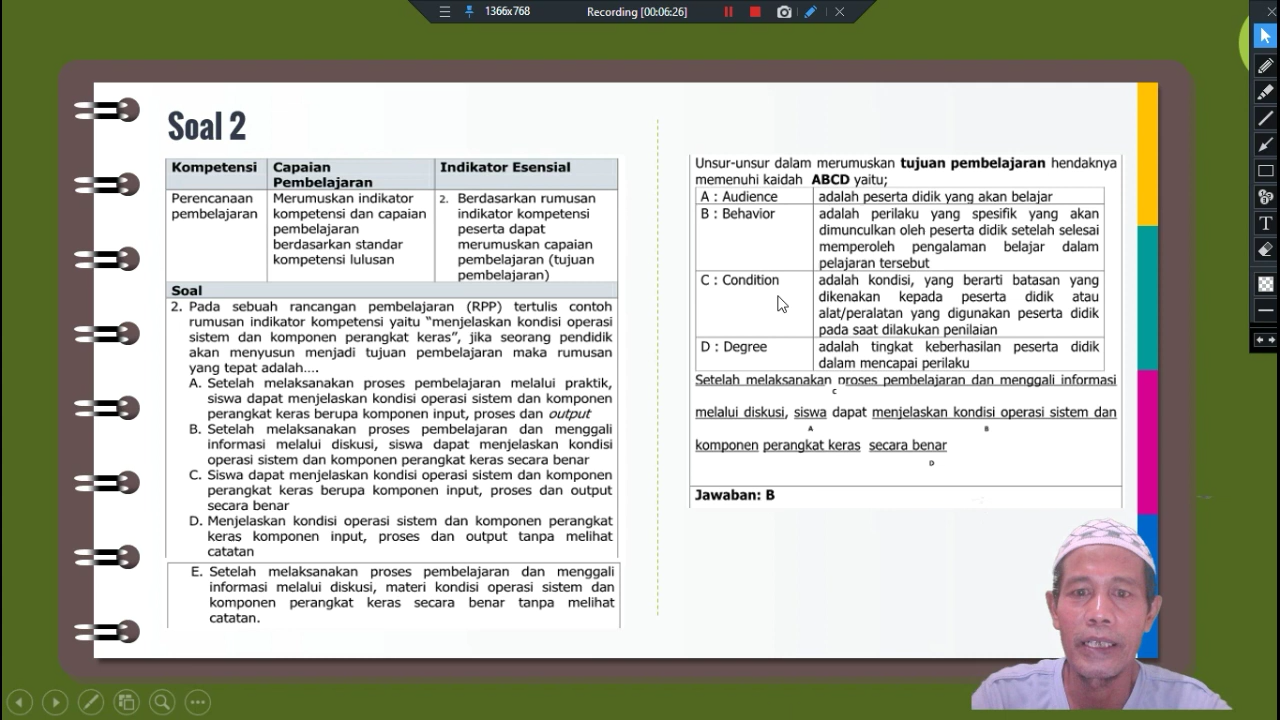 1366x768
Recording [00:06:26]
Soal 2
Kompetensi
Capaian
Pembelajaran
Indikator Esensial
Perencanaan
pembelajaran
Merumuskan indikator
kompetensi dan capaian
pembelajaran
berdasarkan standar
kompetensi lulusan
2. Berdasarkan rumusan
indikator kompetensi
peserta dapat
merumuskan capaian
pembelajaran (tujuan
pembelajaran)
Soal
2. Pada sebuah rancangan pembelajaran (RPP) tertulis contoh
rumusan indikator kompetensi yaitu “menjelaskan kondisi operasi
sistem dan komponen perangkat keras”, jika seorang pendidik
akan menyusun menjadi tujuan pembelajaran maka rumusan
yang tepat adalah....
A. Setelah melaksanakan proses pembelajaran melalui praktik,
siswa dapat menjelaskan kondisi operasi sistem dan komponen
perangkat keras berupa komponen input, proses dan output
B. Setelah melaksanakan proses pembelajaran dan menggali
informasi melalui diskusi, siswa dapat menjelaskan kondisi
operasi sistem dan komponen perangkat keras secara benar
C. Siswa dapat menjelaskan kondisi operasi sistem dan komponen
perangkat keras berupa komponen input, proses dan output
secara benar
D. Menjelaskan kondisi operasi sistem dan komponen perangkat
keras komponen input, proses dan output tanpa melihat
catatan
E. Setelah melaksanakan proses pembelajaran dan menggali
informasi melalui diskusi, materi kondisi operasi sistem dan
komponen perangkat keras secara benar tanpa melihat
catatan.
Unsur-unsur dalam merumuskan tujuan pembelajaran hendaknya
memenuhi kaidah ABCD yaitu;
A : Audience
adalah peserta didik yang akan belajar
B : Behavior
adalah perilaku yang spesifik yang akan
dimunculkan oleh peserta didik setelah selesai
memperoleh pengalaman belajar dalam
pelajaran tersebut
C : Condition
adalah kondisi, yang berarti batasan yang
dikenakan kepada peserta didik atau
alat/peralatan yang digunakan peserta didik
pada saat dilakukan penilaian
D : Degree
adalah tingkat keberhasilan peserta didik
dalam mencapai perilaku
Setelah melaksanakan proses pembelajaran dan menggali informasi
C
melalui diskusi, siswa dapat menjelaskan kondisi operasi sistem dan
A B
komponen perangkat keras secara benar
D
Jawaban: B